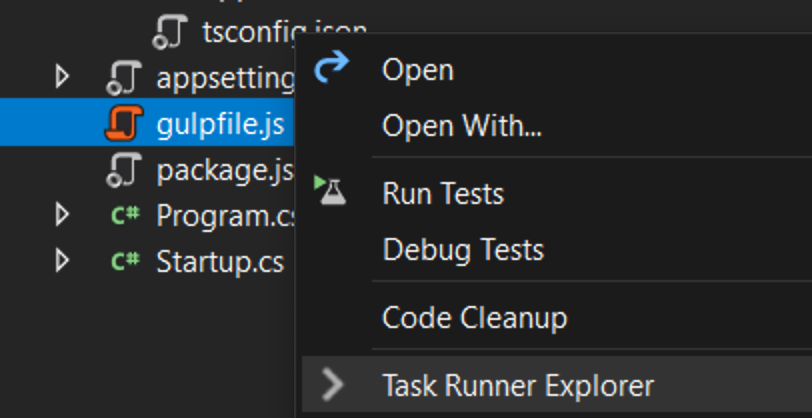 tsconfig.json
appsetting
gulpfile.js
package.js
C# Program.cs
C# Startup.cs
Open
Open With...
Run Tests
Debug Tests
Code Cleanup
Task Runner Explorer